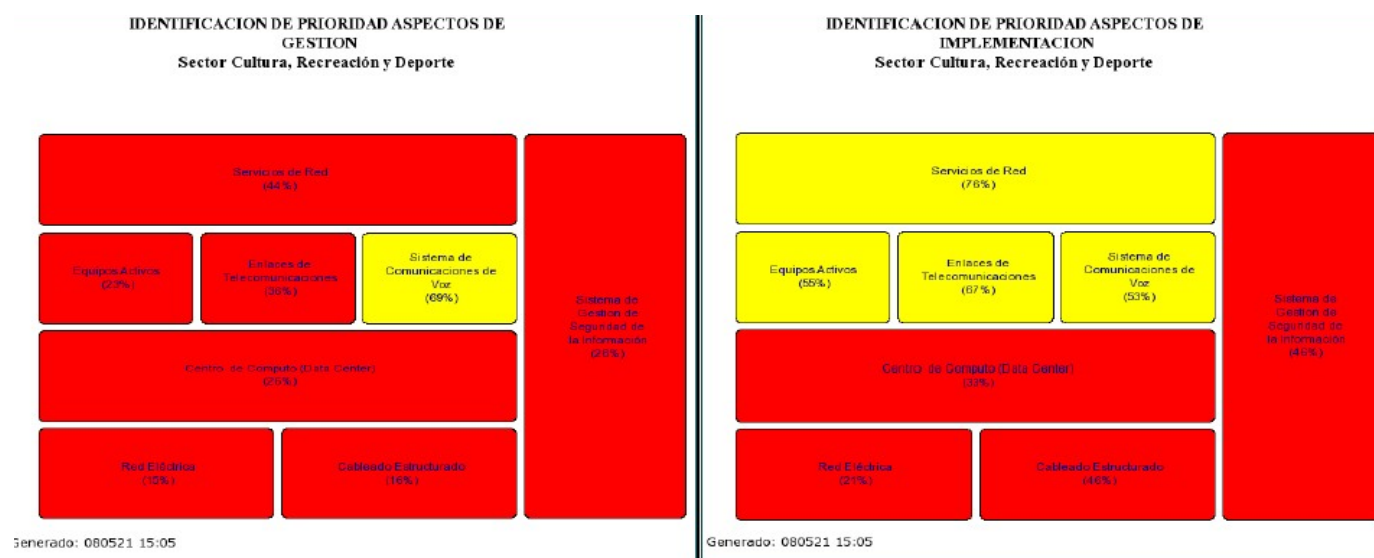 IDENTIFICACION DE PRIORIDAD ASPECTOS DE
GESTION
Sector Cultura, Recreación y Deporte
Servicios de Red
(44%)
Equipos Activos
(23%)
Enlaces de
Telecomunicaciones
(36%)
Sistema de
Comunicaciones de
Voz
(69%)
Sistema de
Gestion de
Seguridad de
la Información
(26%)
Centro de Computo (Data Center)
(25%)
Red Eléctrica
(15%)
Cableado Estructurado
(16%)
Generado: 080521 15:05
IDENTIFICACION DE PRIORIDAD ASPECTOS DE
IMPLEMENTACION
Sector Cultura, Recreación y Deporte
Servicios de Red
(76%)
Equipos Activos
(55%)
Enlaces de
Telecomunicaciones
(67%)
Sistema de
Comunicaciones de
Voz
(53%)
Sistema de
Gestion de
Seguridad de
la Información
(46%)
Centro de Computo (Data Center)
(33%)
Red Eléctrica
(21%)
Cableado Estructurado
(46%)
Generado: 080521 15:05